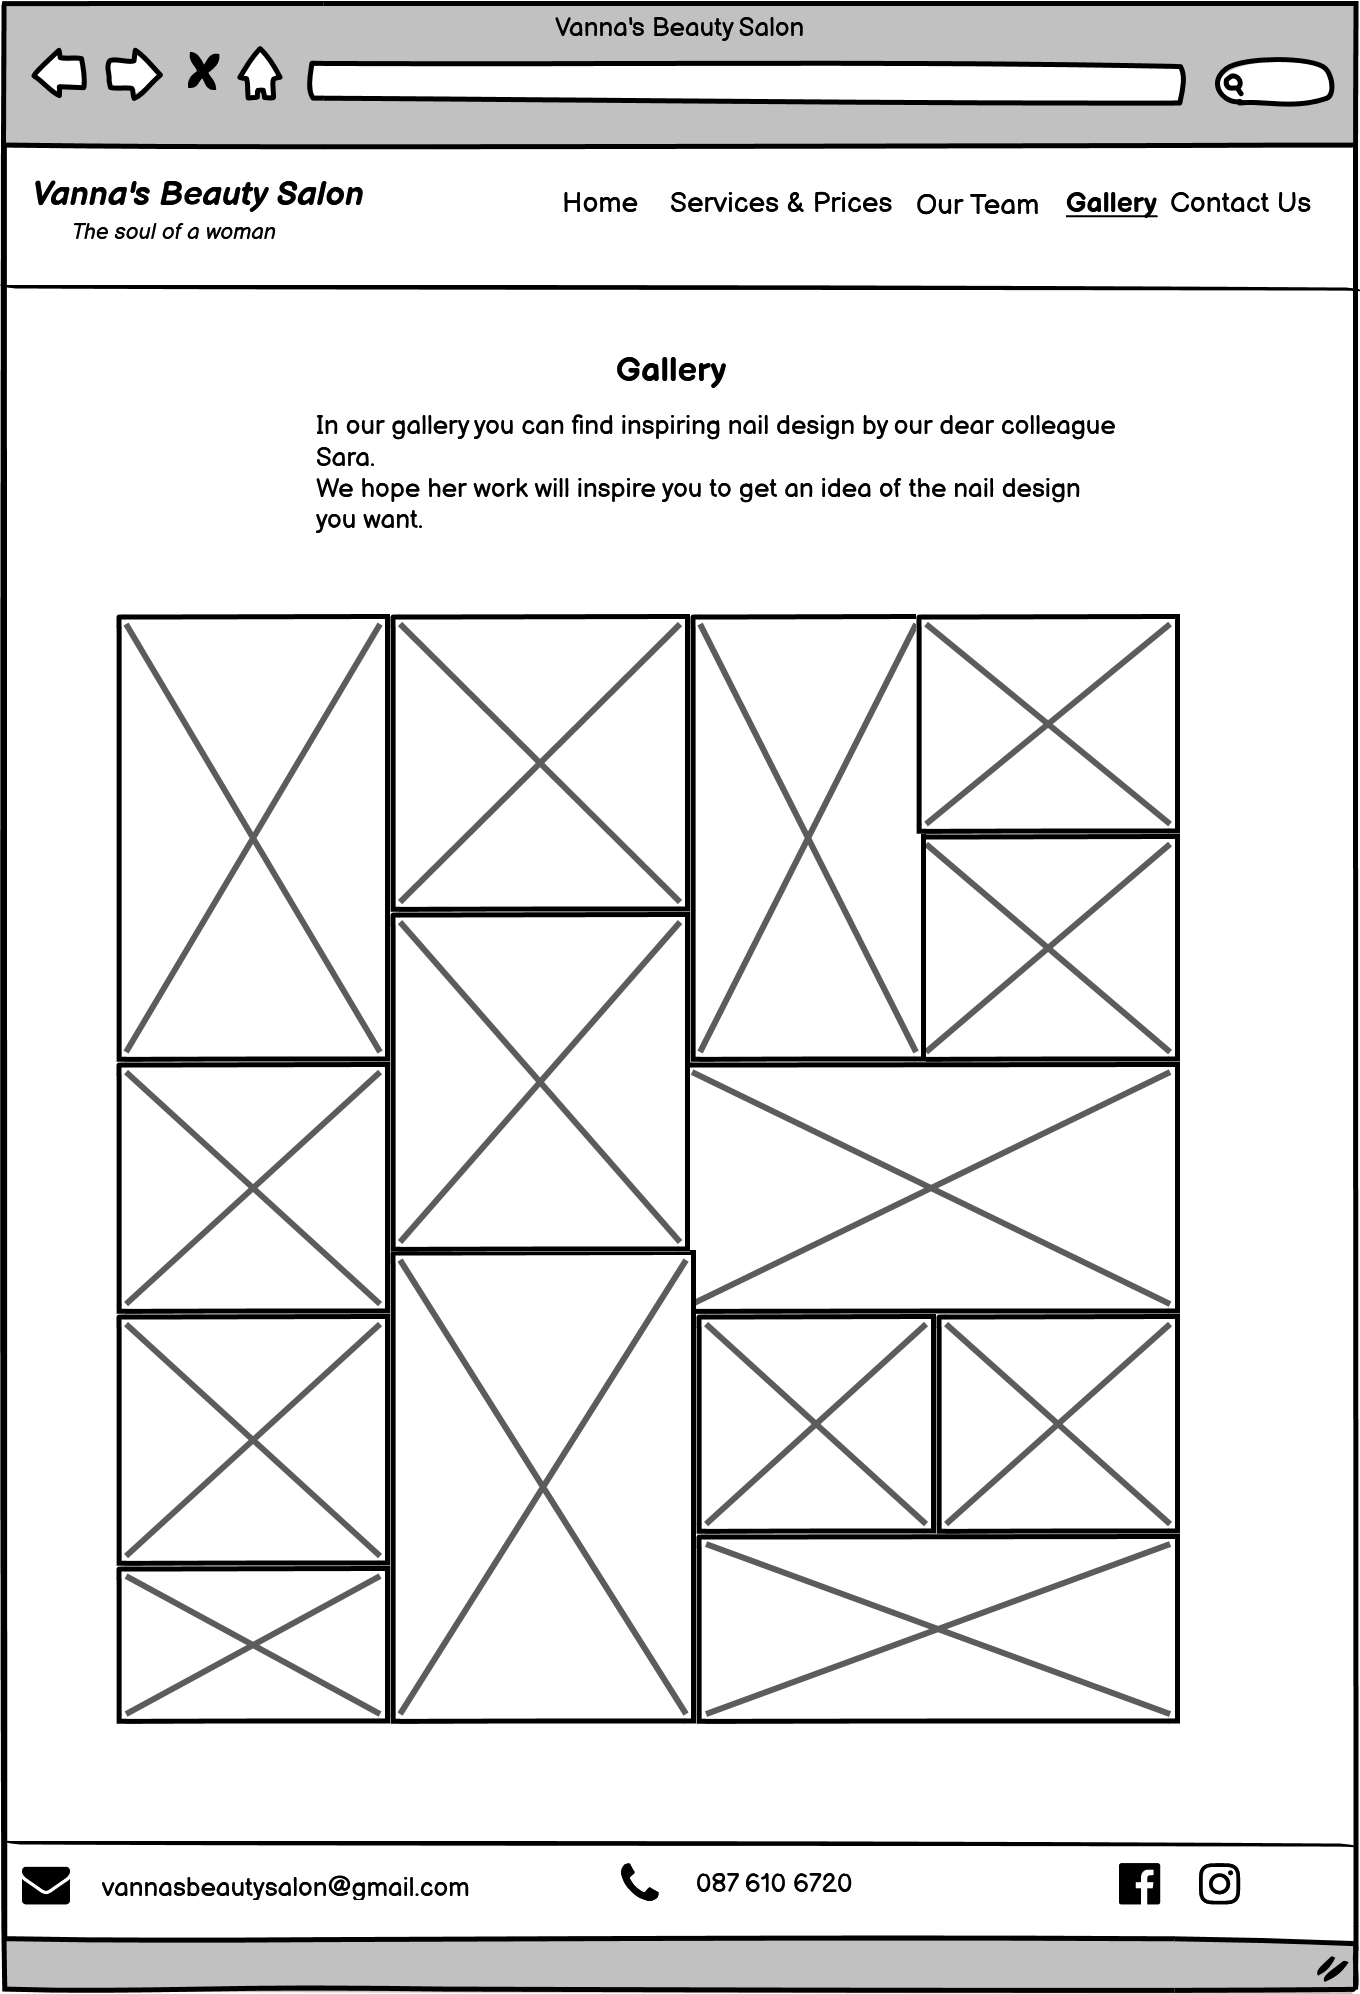 Vanna's Beauty Salon
Vanna's Beauty Salon
The soul of a woman
Home Services & Prices Our Team Gallery Contact Us
Gallery
In our gallery you can find inspiring nail design by our dear colleague
Sara.
We hope her work will inspire you to get an idea of the nail design
you want.
vannasbeautysalon@gmail.com 087 610 6720